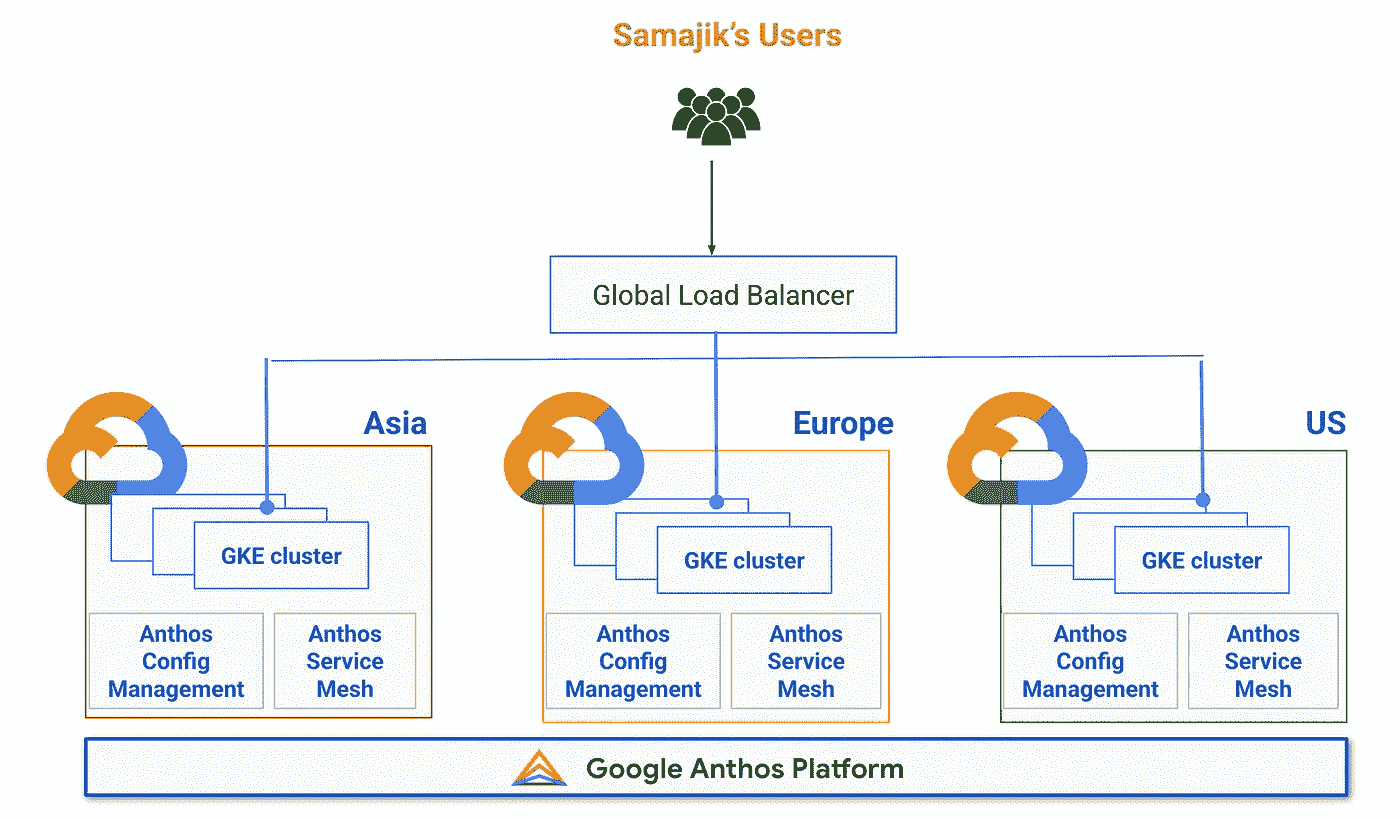 Samajik's Users
Global Load Balancer
Asia
Europe
US
GKE cluster
GKE cluster
GKE cluster
Anthos
Config
Management
Anthos
Service
Mesh
Anthos
Config
Management
Anthos
Service
Mesh
Anthos
Config
Management
Anthos
Service
Mesh
Google Anthos Platform